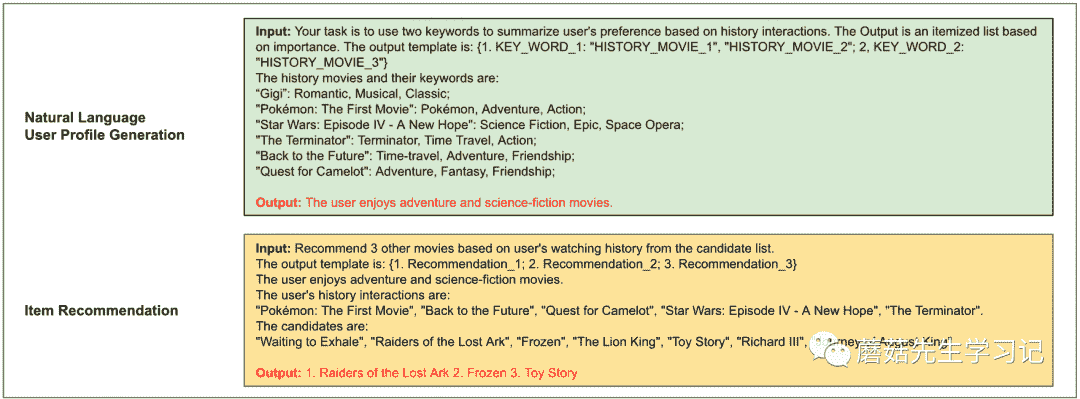 Natural Language
User Profile Generation
Input: Your task is to use two keywords to summarize user's preference based on history interactions. The Output is an itemized list
based on importance. The output template is: {1. KEY_WORD_1: "HISTORY_MOVIE_1", "HISTORY_MOVIE_2"; 2, KEY_WORD_2:
"HISTORY_MOVIE_3"}
The history movies and their keywords are:
“Gigi”: Romantic, Musical, Classic;
"Pokémon: The First Movie": Pokémon, Adventure, Action;
"Star Wars: Episode IV - A New Hope": Science Fiction, Epic, Space Opera;
"The Terminator": Terminator, Time Travel, Action;
"Back to the Future": Time-travel, Adventure, Friendship;
"Quest for Camelot": Adventure, Fantasy, Friendship;
Output: The user enjoys adventure and science-fiction movies.
Item Recommendation
Input: Recommend 3 other movies based on user's watching history from the candidate list.
The output template is: {1. Recommendation_1; 2. Recommendation_2; 3. Recommendation_3}
The user enjoys adventure and science-fiction movies.
The user's history interactions are:
"Pokémon: The First Movie", "Back to the Future", "Quest for Camelot", "Star Wars: Episode IV - A New Hope", "The Terminator".
The candidates are:
"Waiting to Exhale", "Raiders of the Lost Ark", "Frozen", "The Lion King", "Toy Story", "Richard III", August King"
蘑菇先生学习记
Output: 1. Raiders of the Lost Ark 2. Frozen 3. Toy Story